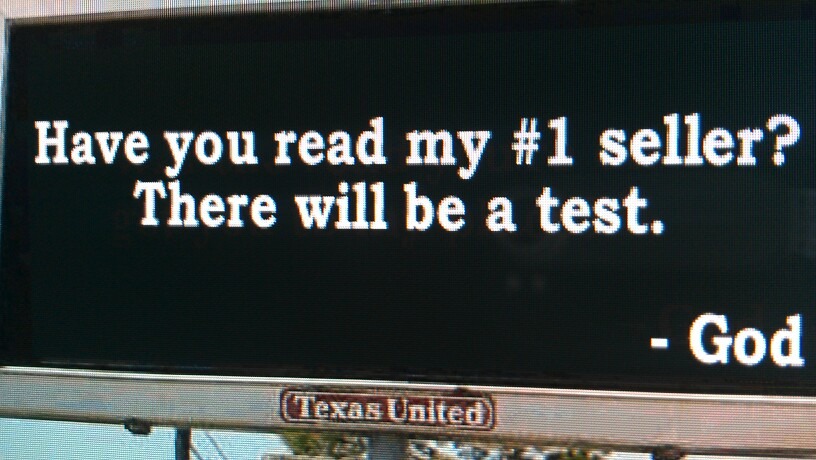 Have you read my #1 seller?
There will be a test.
- God
Texas United